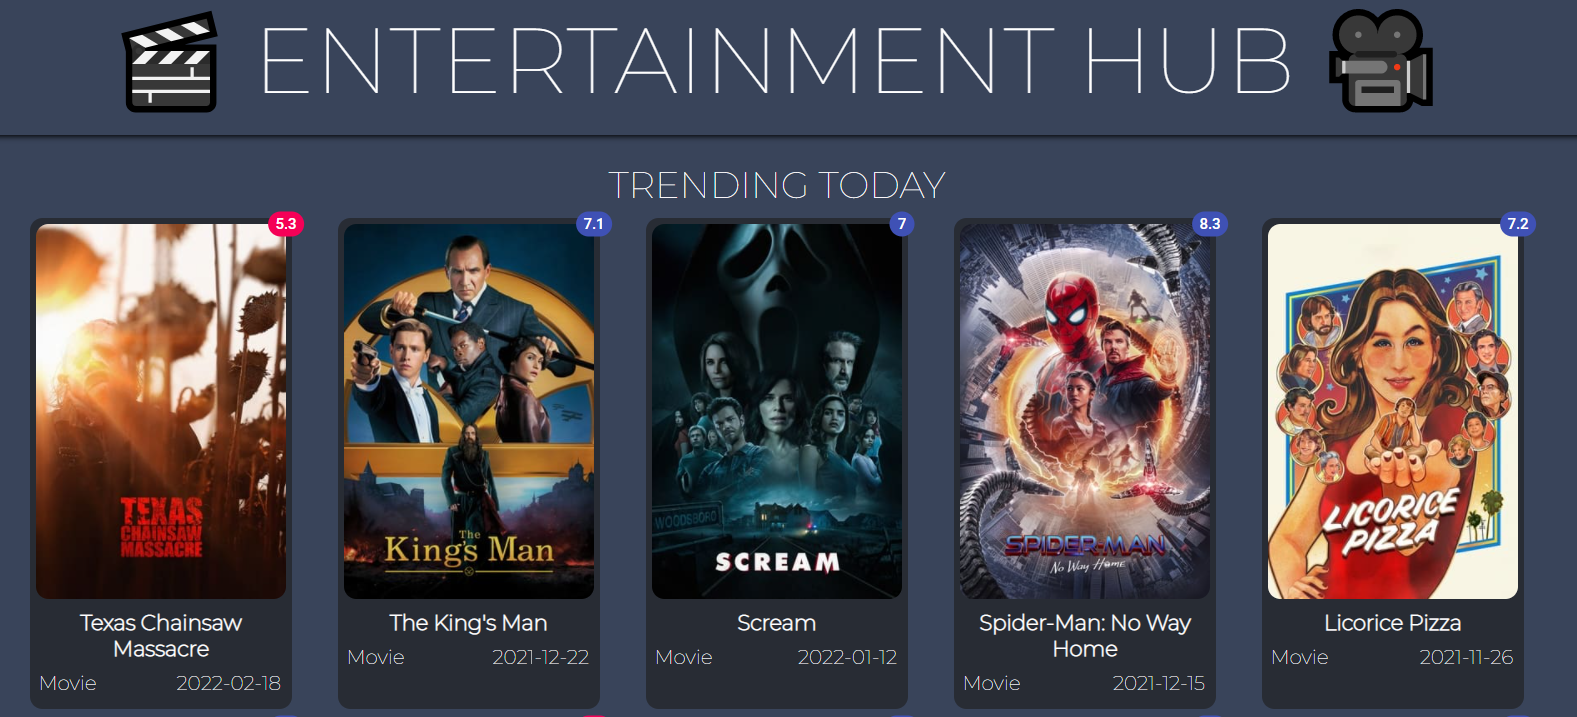 ENTERTAINMENT HUB
TRENDING TODAY
5.3
7.1
7
8.3
7.2
TEXAS
CHAINSAW
MASSACRE
The
King's Man
WOODSBORO
SCREAM
SPIDER-MAN
No Way Home
LICORICE
PIZZA
Texas Chainsaw
Massacre
Movie 2022-02-18
The King's Man
Movie 2021-12-22
Scream
Movie 2022-01-12
Spider-Man: No Way
Home
Movie 2021-12-15
Licorice Pizza
Movie 2021-11-26